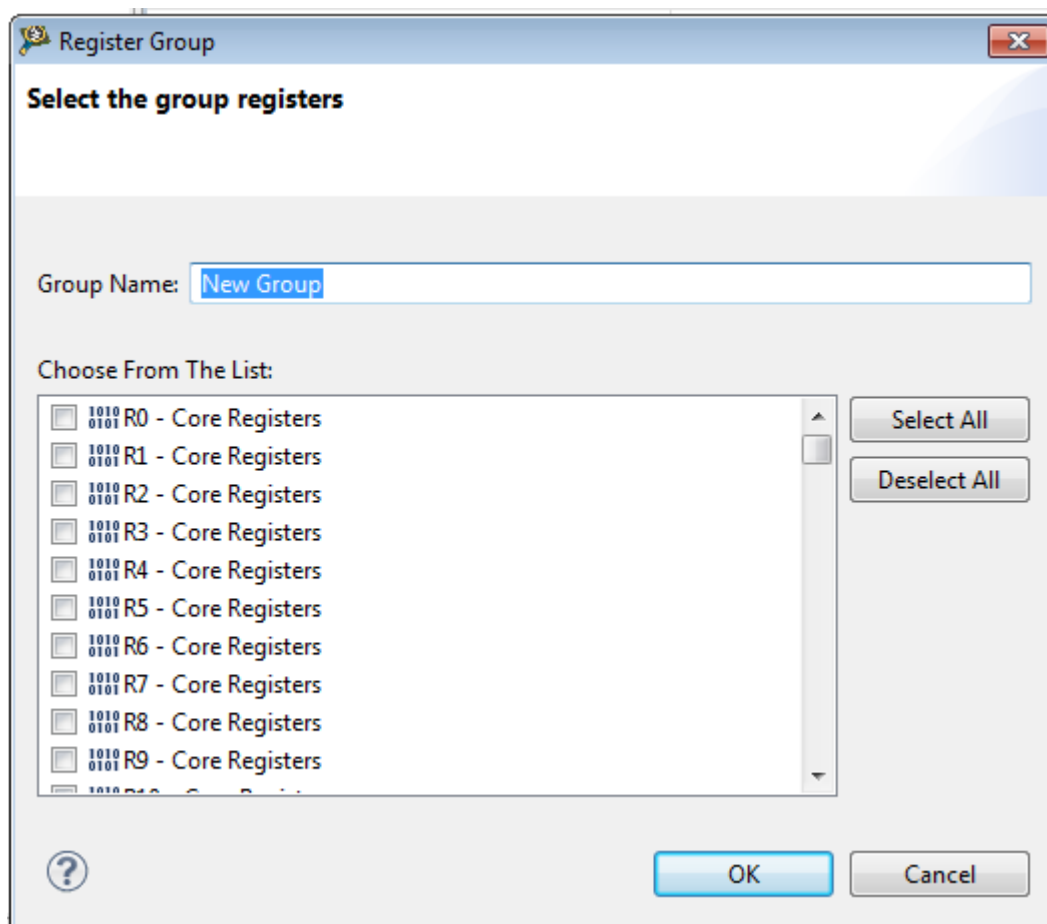 Register Group
Select the group registers
Group Name: New Group
Choose From The List:
R0 - Core Registers
R1 - Core Registers
R2 - Core Registers
R3 - Core Registers
R4 - Core Registers
R5 - Core Registers
R6 - Core Registers
R7 - Core Registers
R8 - Core Registers
R9 - Core Registers
Select All
Deselect All
?
OK
Cancel